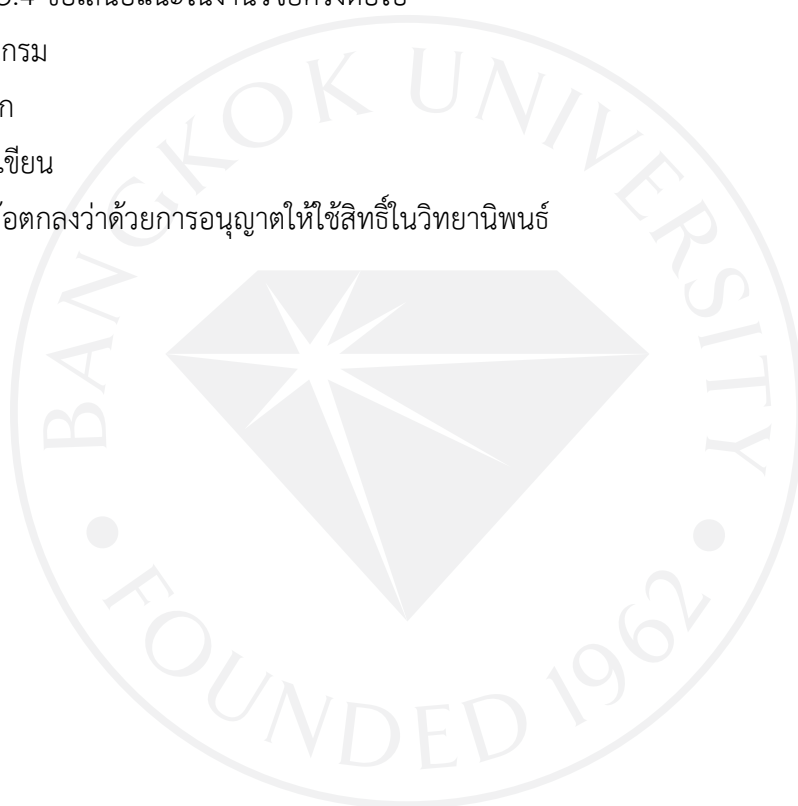 กรม
ก
เขียน
้อตกลงว่าด้วยการอนุญาตให้ใช้สิทธิ์ในวิทยานิพนธ์
BANGKOK UNIVERSITY
• FOUNDED 1962 •